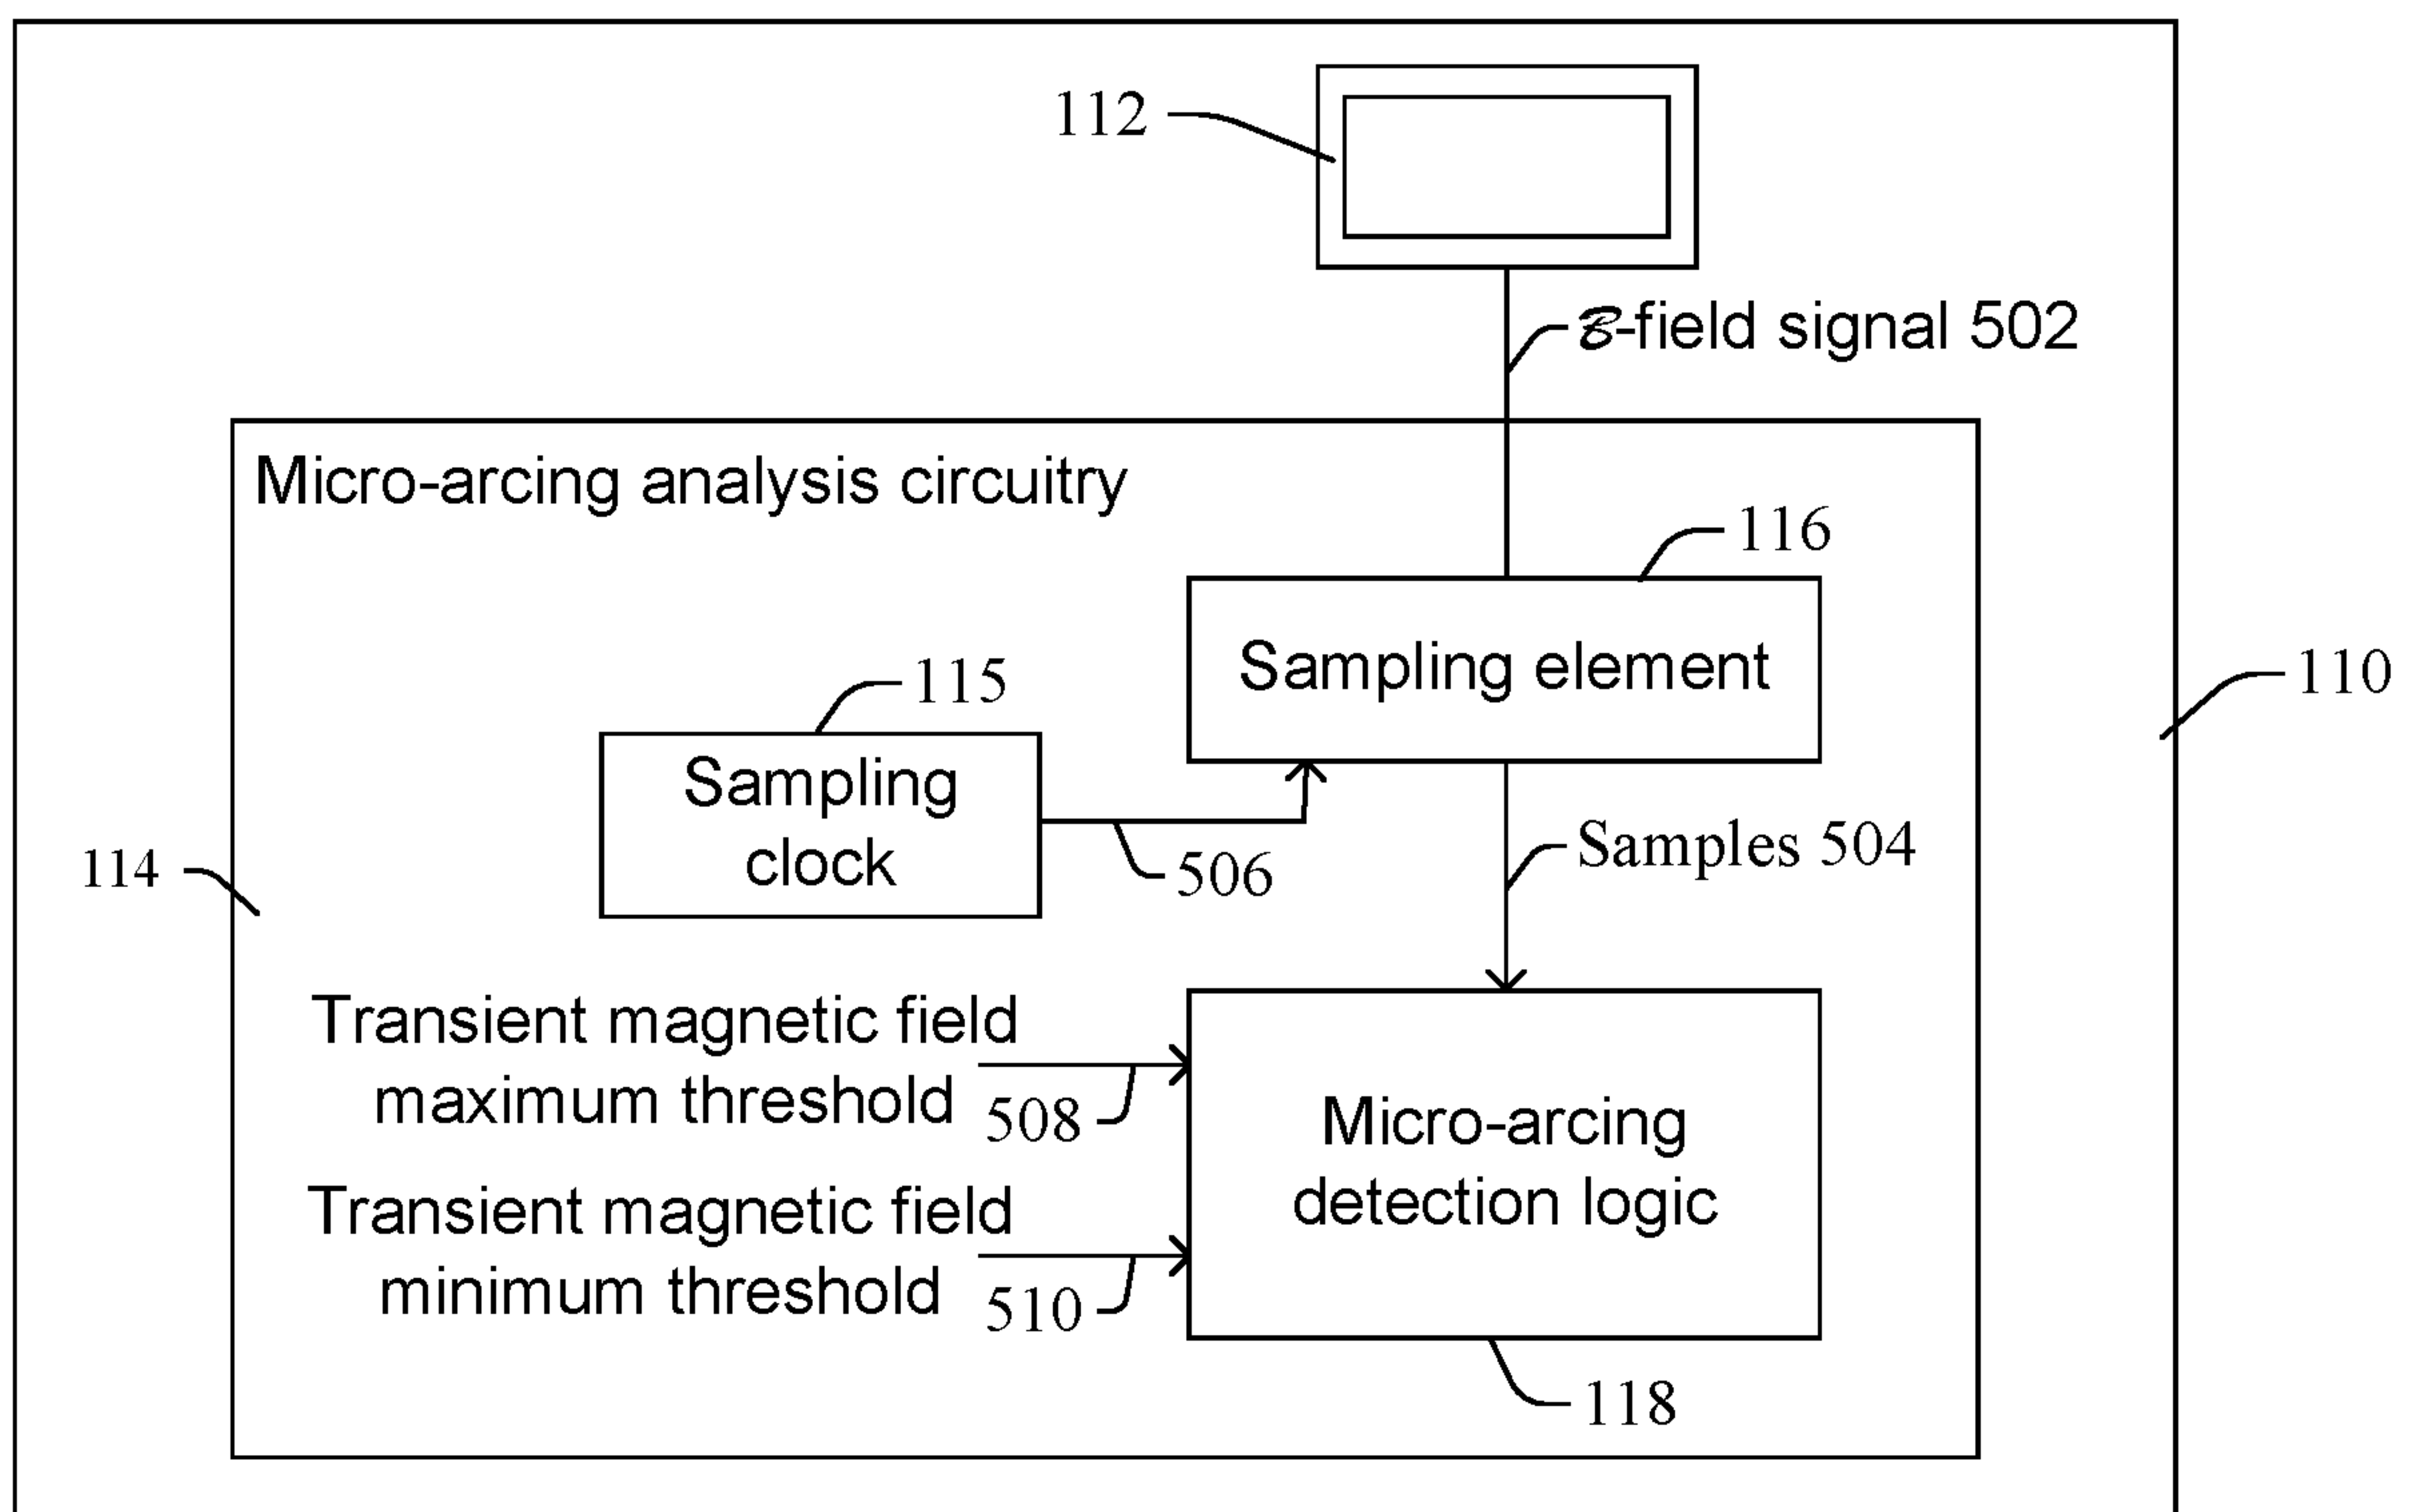 112
ℬ-field signal 502
Micro-arcing analysis circuitry
116
Sampling element
115
110
Sampling
clock
114
506
Samples 504
Transient magnetic field
maximum threshold
508
Micro-arcing
detection logic
Transient magnetic field
minimum threshold
510
118